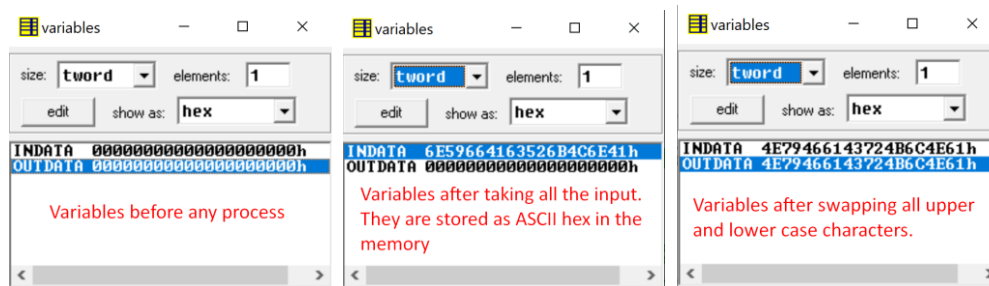 variables
size: tword elements: 1
edit show as: hex
INDATA 00000000000000000000h
OUTDATA 00000000000000000000h
Variables before any process
variables
size: tword elements: 1
edit show as: hex
INDATA 6E59664163526B4C6E41h
OUTDATA 00000000000000000000h
Variables after taking all the input.
They are stored as ASCII hex in the
memory
variables
size: tword elements: 1
edit show as: hex
INDATA 4E79466143724B6C4E61h
OUTDATA 4E79466143724B6C4E61h
Variables after swapping all upper
and lower case characters.